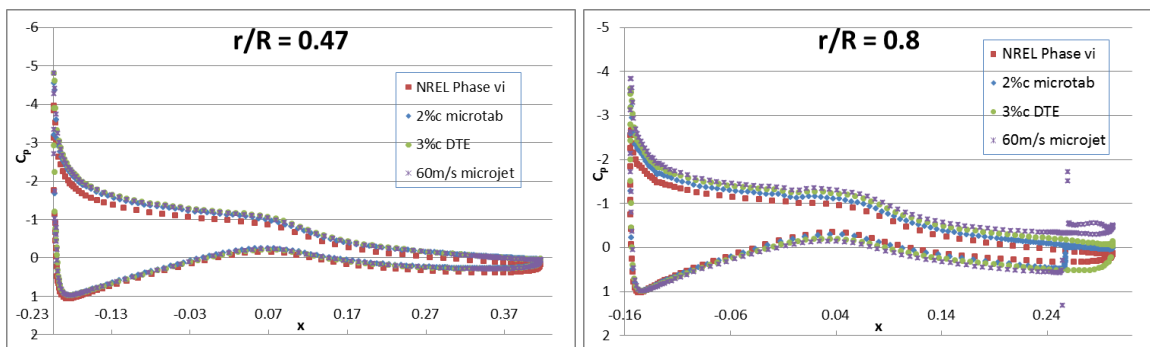 r/R = 0.47
-6
-5
-4
-3
-2
-1
0
1
2
Cp
NREL Phase vi
2%c microtab
3%c DTE
60m/s microjet
-0.23
-0.13
-0.03
0.07
0.17
0.27
0.37
x
r/R = 0.8
-5
-4
-3
-2
-1
0
1
2
CP
NREL Phase vi
2%c microtab
3%c DTE
60m/s microjet
-0.16
-0.06
0.04
0.14
0.24
x